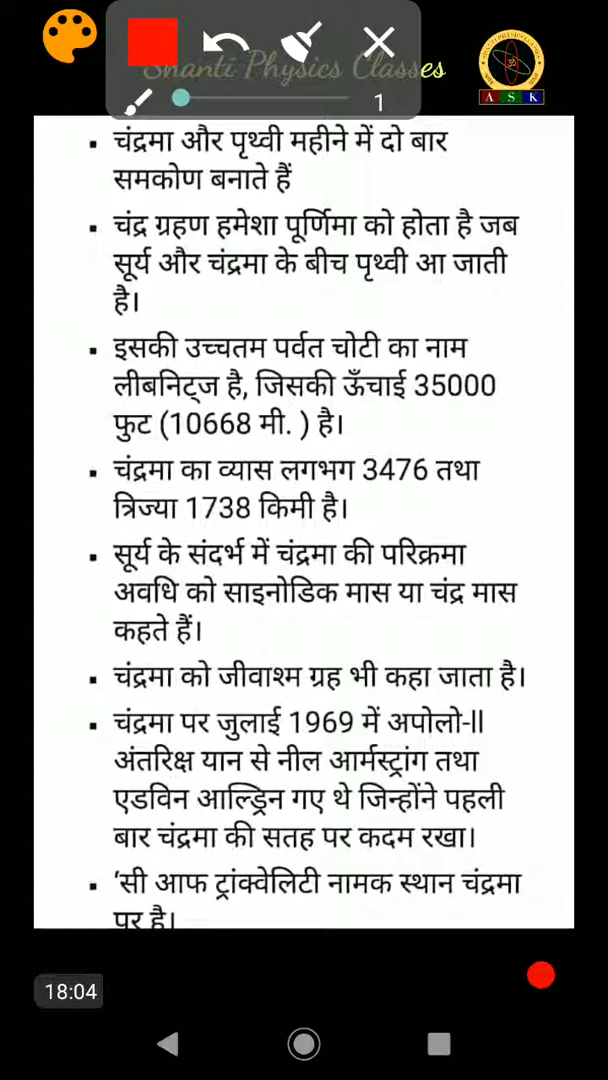 Shanti Physics Classes
1
A S K
• चंद्रमा और पृथ्वी महीने में दो बार
समकोण बनाते हैं
• चंद्र ग्रहण हमेशा पूर्णिमा को होता है जब
सूर्य और चंद्रमा के बीच पृथ्वी आ जाती
है।
• इसकी उच्चतम पर्वत चोटी का नाम
लीबनिट्ज है, जिसकी ऊँचाई 35000
फुट (10668 मी. ) है।
• चंद्रमा का व्यास लगभग 3476 तथा
त्रिज्या 1738 किमी है।
• सूर्य के संदर्भ में चंद्रमा की परिक्रमा
अवधि को साइनोडिक मास या चंद्र मास
कहते हैं।
• चंद्रमा को जीवाश्म ग्रह भी कहा जाता है।
• चंद्रमा पर जुलाई 1969 में अपोलो-ll
अंतरिक्ष यान से नील आर्मस्ट्रांग तथा
एडविन आल्ड्रिन गए थे जिन्होंने पहली
बार चंद्रमा की सतह पर कदम रखा।
• ‘सी आफ ट्रांक्वेलिटी नामक स्थान चंद्रमा
पर है।
18:04